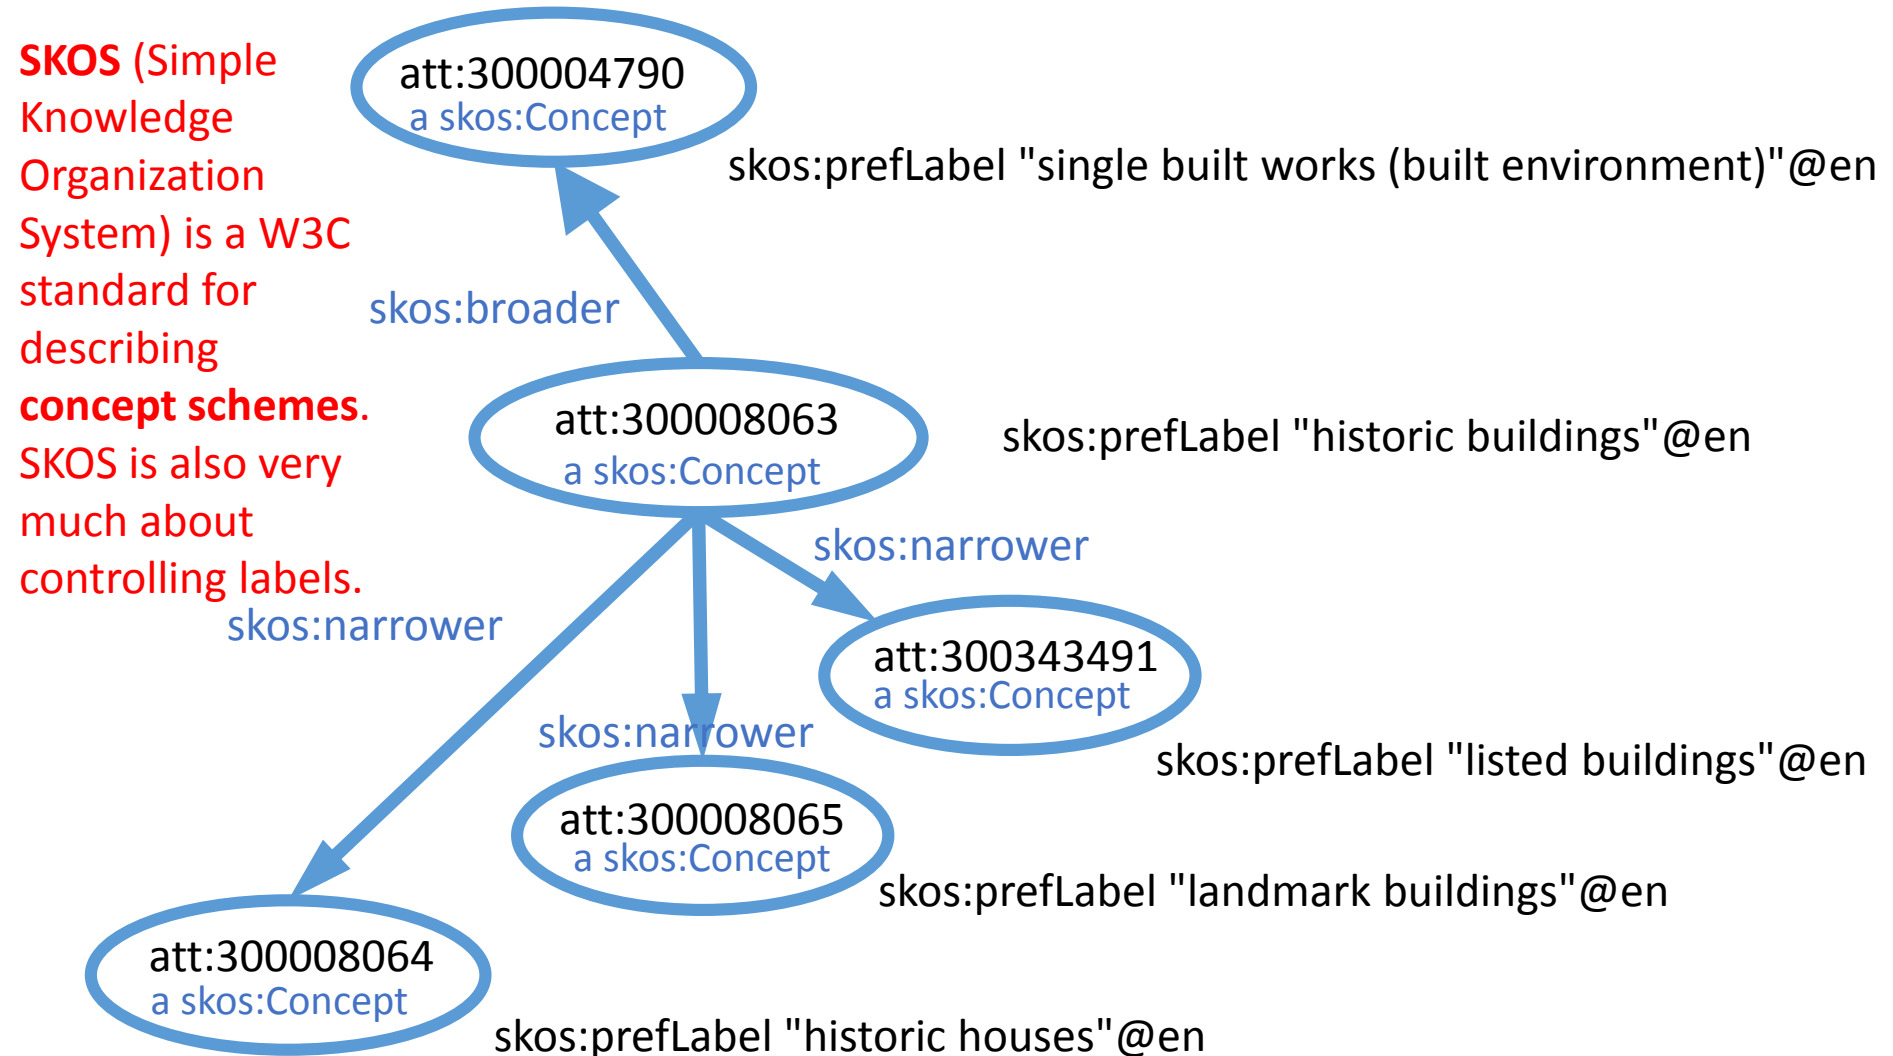 SKOS (Simple
Knowledge
Organization
System) is a W3C
standard for
describing
concept schemes.
SKOS is also very
much about
controlling labels.
att:300004790
a skos:Concept
skos:prefLabel "single built works (built environment)"@en
skos:broader
att:300008063
a skos:Concept
skos:prefLabel "historic buildings"@en
skos:narrower
skos:narrower
skos:narrower
att:300343491
a skos:Concept
skos:prefLabel "listed buildings"@en
att:300008065
a skos:Concept
skos:prefLabel "landmark buildings"@en
att:300008064
a skos:Concept
skos:prefLabel "historic houses"@en